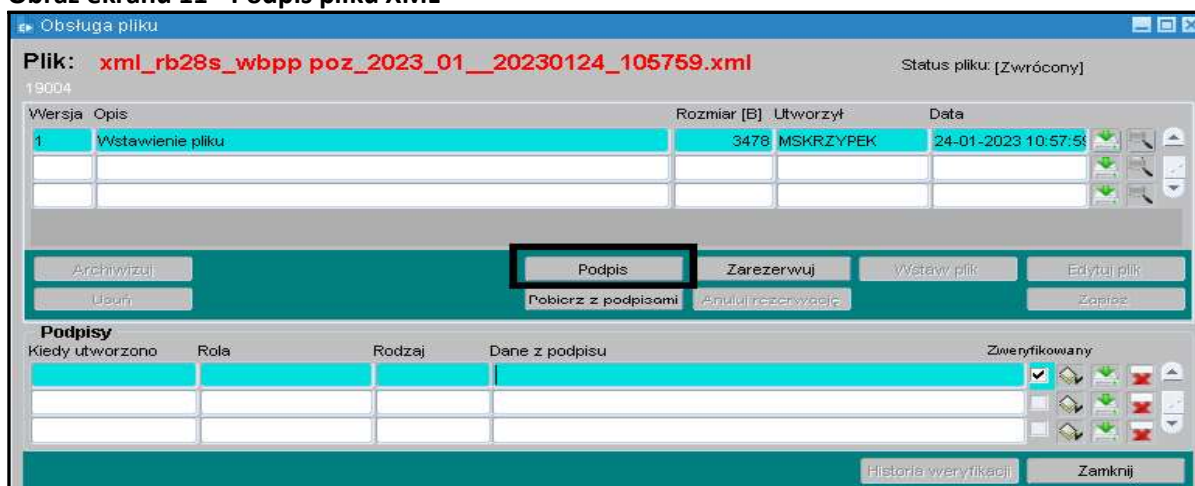 Obraz ekranu 11 - Podpis pliku XML
Obsługa pliku
Plik: xml_rb28s_wbpp poz_2023_01__20230124_105759.xml Status pliku: [Zwrócony]
19004
Wersja Opis Rozmiar [B] Utworzył Data
1 Wstawienie pliku 3478 MSKRZYPEK 24-01-2023 10:57:59
Archiwizuj Podpis Zarezerwuj Wstaw plik Edytuj plik
Usuń Pobierz z podpisami Anuluj rezerwację Zapisz
Podpisy
Kiedy utworzono Rola Rodzaj Dane z podpisu Zweryfikowany
Historia weryfikacji Zamknij